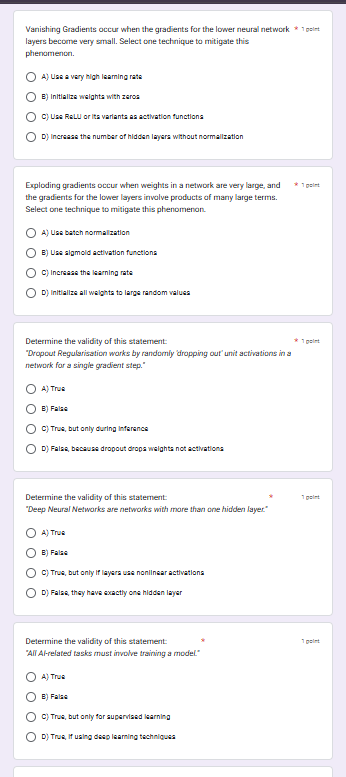 Vanishing Gradients occur when the gradients for the lower neural network * 1 point
layers become very small. Select one technique to mitigate this
phenomenon.
A) Use a very high learning rate
B) Initialize weights with zeros
C) Use ReLU or its variants as activation functions
D) Increase the number of hidden layers without normalization
Exploding gradients occur when weights in a network are very large, and * 1 point
the gradients for the lower layers involve products of many large terms.
Select one technique to mitigate this phenomenon.
A) Use batch normalization
B) Use sigmoid activation functions
C) Increase the learning rate
D) Initialize all weights to large random values
Determine the validity of this statement: * 1 point
"Dropout Regularisation works by randomly 'dropping out' unit activations in a
network for a single gradient step."
A) True
B) False
C) True, but only during inference
D) False, because dropout drops weights not activations
Determine the validity of this statement: * 1 point
"Deep Neural Networks are networks with more than one hidden layer."
A) True
B) False
C) True, but only if layers use nonlinear activations
D) False, they have exactly one hidden layer
Determine the validity of this statement: * 1 point
"All AI-related tasks must involve training a model."
A) True
B) False
C) True, but only for supervised learning
D) True, if using deep learning techniques